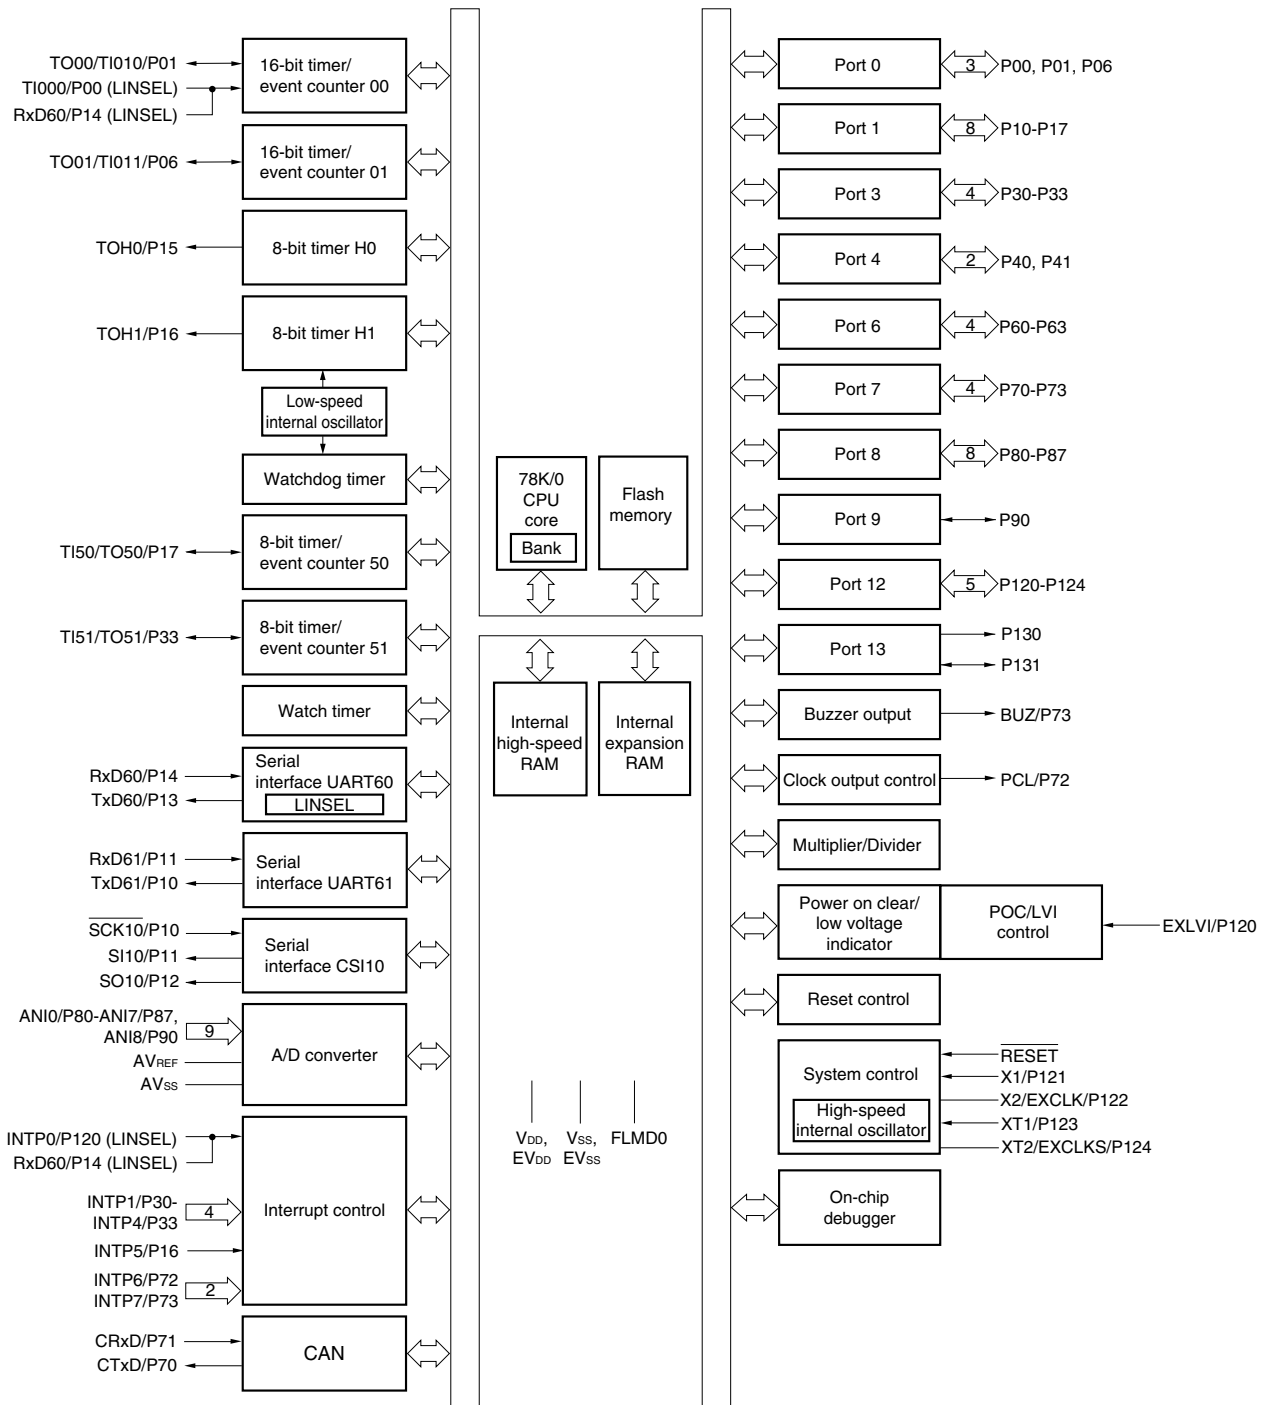 TO00/TI010/P01
TI000/P00 (LINSEL)
RxD60/P14 (LINSEL)
16-bit timer/
event counter 00
TO01/TI011/P06
16-bit timer/
event counter 01
TOH0/P15
8-bit timer H0
TOH1/P16
8-bit timer H1
Low-speed
internal oscillator
Watchdog timer
TI50/TO50/P17
8-bit timer/
event counter 50
TI51/TO51/P33
8-bit timer/
event counter 51
Watch timer
RxD60/P14
TxD60/P13
Serial
interface UART60
LINSEL
RxD61/P11
TxD61/P10
Serial
interface UART61
SCK10/P10
SI10/P11
SO10/P12
Serial
interface CSI10
ANI0/P80-ANI7/P87,
ANI8/P90
9
AVREF
AVSS
A/D converter
INTP0/P120 (LINSEL)
RxD60/P14 (LINSEL)
INTP1/P30-
INTP4/P33
4
INTP5/P16
INTP6/P72
INTP7/P73
2
Interrupt control
CRxD/P71
CTxD/P70
CAN
78K/0
CPU
core
Bank
Flash
memory
Internal
high-speed
RAM
Internal
expansion
RAM
VDD,
EVDD
VSS,
EVSS
FLMD0
Port 0
3
P00, P01, P06
Port 1
8
P10-P17
Port 3
4
P30-P33
Port 4
2
P40, P41
Port 6
4
P60-P63
Port 7
4
P70-P73
Port 8
8
P80-P87
Port 9
P90
Port 12
5
P120-P124
Port 13
P130
P131
Buzzer output
BUZ/P73
Clock output control
PCL/P72
Multiplier/Divider
Power on clear/
low voltage
indicator
POC/LVI
control
EXLVI/P120
Reset control
System control
High-speed
internal oscillator
RESET
X1/P121
X2/EXCLK/P122
XT1/P123
XT2/EXCLKS/P124
On-chip
debugger